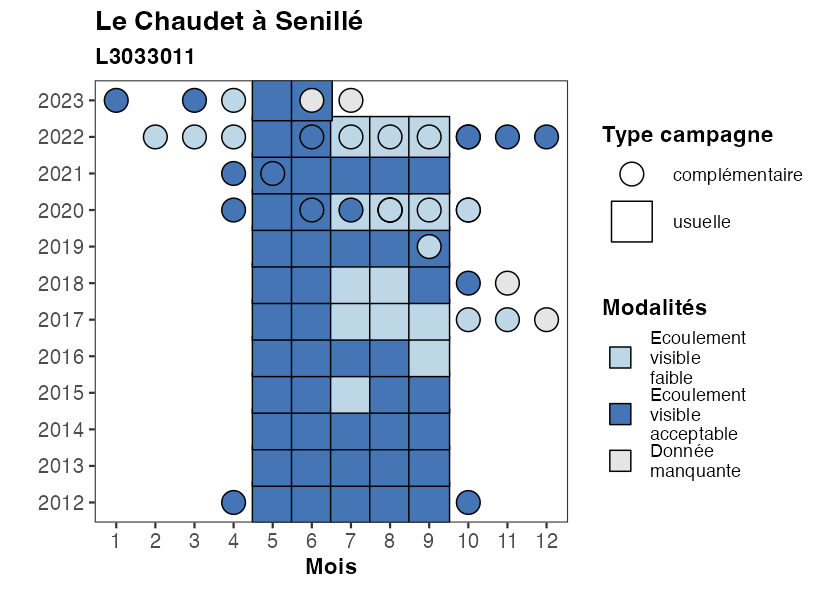 Le Chaudet à Senillé
L3033011
2023
2022
2021
2020
2019
2018
2017
2016
2015
2014
2013
2012
1 2 3 4 5 6 7 8 9 10 11 12
Mois
Type campagne
complémentaire
usuelle
Modalités
Ecoulement
visible
faible
Ecoulement
visible
acceptable
Donnée
manquante